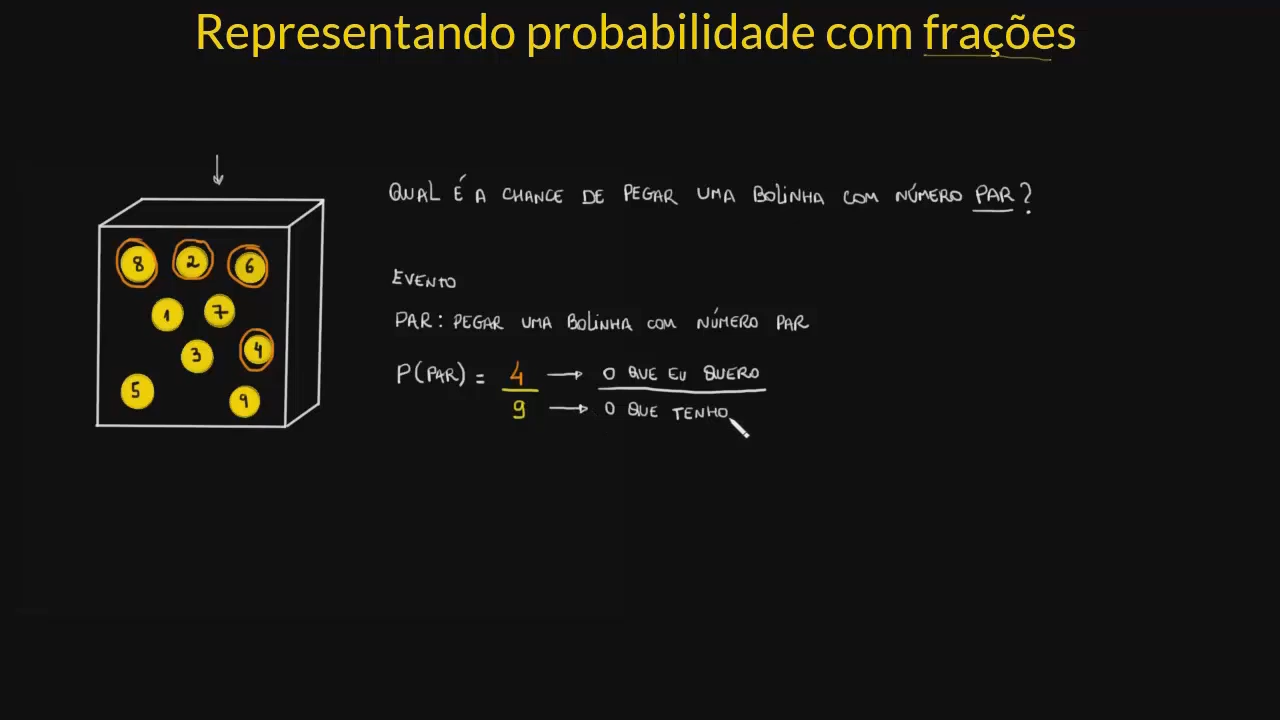 Representando probabilidade com frações
QUAL É A CHANCE DE PEGAR UMA BOLINHA COM NÚMERO PAR?
8 2 6
1 7
3 4
5 9
EVENTO
PAR: PEGAR UMA BOLINHA COM NÚMERO PAR
P(PAR) = 4 → O QUE EU QUERO
9 → O QUE TENHO